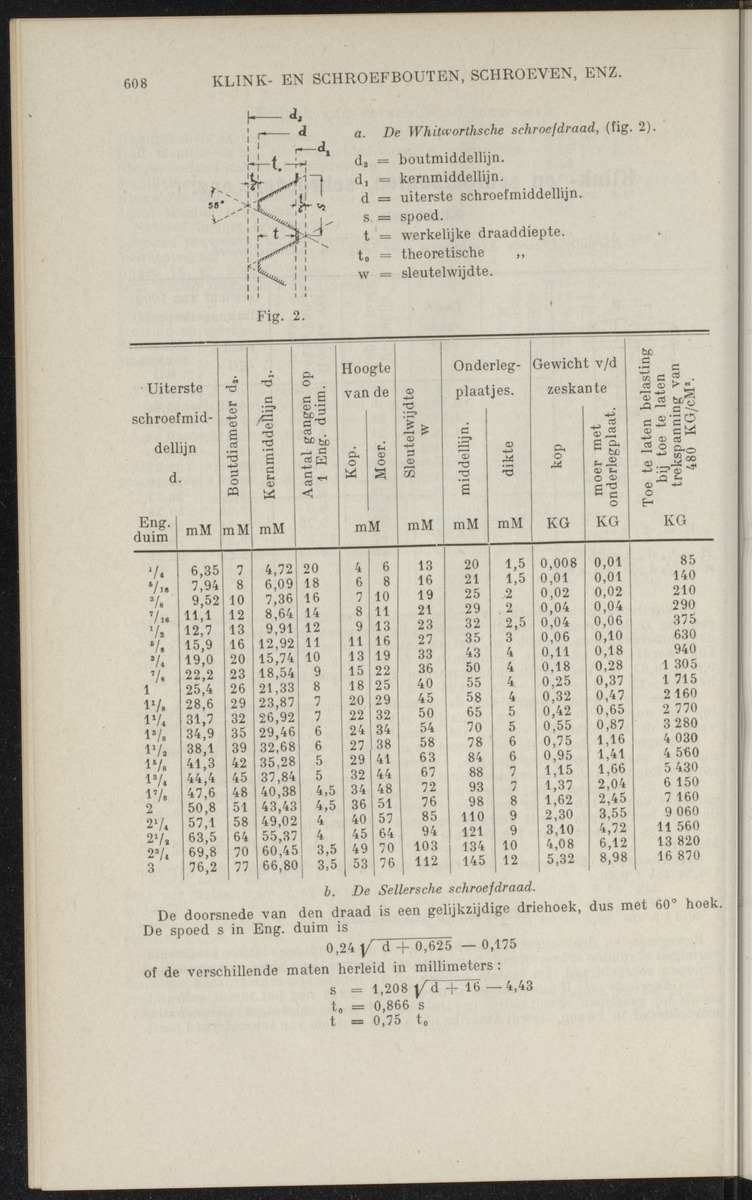 608
KLINK- EN SCHROEFBOUTEN, SCHROEVEN, ENZ.
d₂
d
d₁
t₀
58°
s
t
Fig. 2.
a. De Whitworthsche schroefdraad, (fig. 2).
d₂ = boutmiddellijn.
d₁ = kernmiddellijn.
d = uiterste schroefmiddellijn.
s = spoed.
t = werkelijke draaddiepte.
t₀ = theoretische ,,
w = sleutelwijdte.
Uiterste schroefmid-dellijn d. | Boutdiameter d₂. | Kernmiddellijn d₁. | Aantal gangen op 1 Eng. duim. | Hoogte van de Kop. | Moer. | Sleutelwijdte w | Onderleg-plaatjes. middellijn. | dikte | Gewicht v/d zeskante kop | moer met onderlegplaat. | Toe te laten belasting bij toe te laten trekspanning van 480 KG/cM².
Eng. duim | mM | mM | mM | mM | mM | mM | mM | KG | KG | KG
1/4 6,35 7 4,72 20 4 6 13 20 1,5 0,008 0,01 85
5/16 7,94 8 6,09 18 6 8 16 21 1,5 0,01 0,01 140
3/8 9,52 10 7,36 16 7 10 19 25 2 0,02 0,02 210
7/16 11,1 12 8,64 14 8 11 21 29 2 0,04 0,04 290
1/2 12,7 13 9,91 12 9 13 23 32 2,5 0,04 0,06 375
5/8 15,9 16 12,92 11 11 16 27 35 3 0,06 0,10 630
3/4 19,0 20 15,74 10 13 19 33 43 4 0,11 0,18 940
7/8 22,2 23 18,54 9 15 22 36 50 4 0,18 0,28 1 305
1 25,4 26 21,33 8 18 25 40 55 4 0,25 0,37 1 715
1 1/8 28,6 29 23,87 7 20 29 45 58 4 0,32 0,47 2 160
1 1/4 31,7 32 26,92 7 22 32 50 65 5 0,42 0,65 2 770
1 3/8 34,9 35 29,46 6 24 34 54 70 5 0,55 0,87 3 280
1 1/2 38,1 39 32,68 6 27 38 58 78 6 0,75 1,16 4 030
1 5/8 41,3 42 35,28 5 29 41 63 84 6 0,95 1,41 4 560
1 3/4 44,4 45 37,84 5 32 44 67 88 7 1,15 1,66 5 430
1 7/8 47,6 48 40,38 4,5 34 48 72 93 7 1,37 2,04 6 150
2 50,8 51 43,43 4,5 36 51 76 98 8 1,62 2,45 7 160
2 1/4 57,1 58 49,02 4 40 57 85 110 9 2,30 3,55 9 060
2 1/2 63,5 64 55,37 4 45 64 94 121 9 3,10 4,72 11 560
2 3/4 69,8 70 60,45 3,5 49 70 103 134 10 4,08 6,12 13 820
3 76,2 77 66,80 3,5 53 76 112 145 12 5,32 8,98 16 870
b. De Sellersche schroefdraad.
De doorsnede van den draad is een gelijkzijdige driehoek, dus met 60° hoek.
De spoed s in Eng. duim is
0,24 √ d + 0,625 — 0,175
of de verschillende maten herleid in millimeters :
s = 1,208 √ d + 16 — 4,43
t₀ = 0,866 s
t = 0,75 t₀